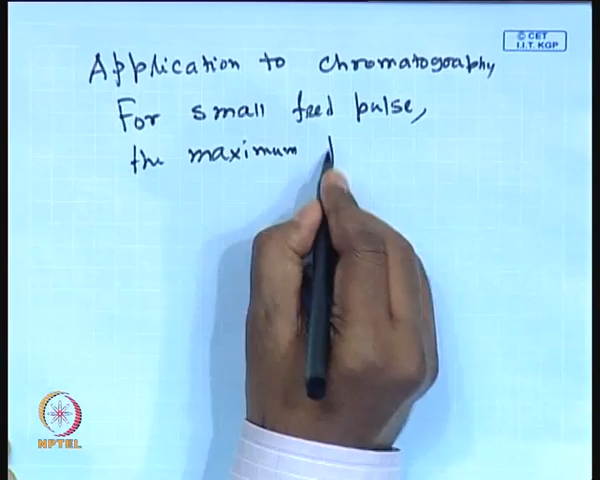 © CET
I.I.T. KGP
Application to chromatography
For small feed pulse,
the maximum
NPTEL